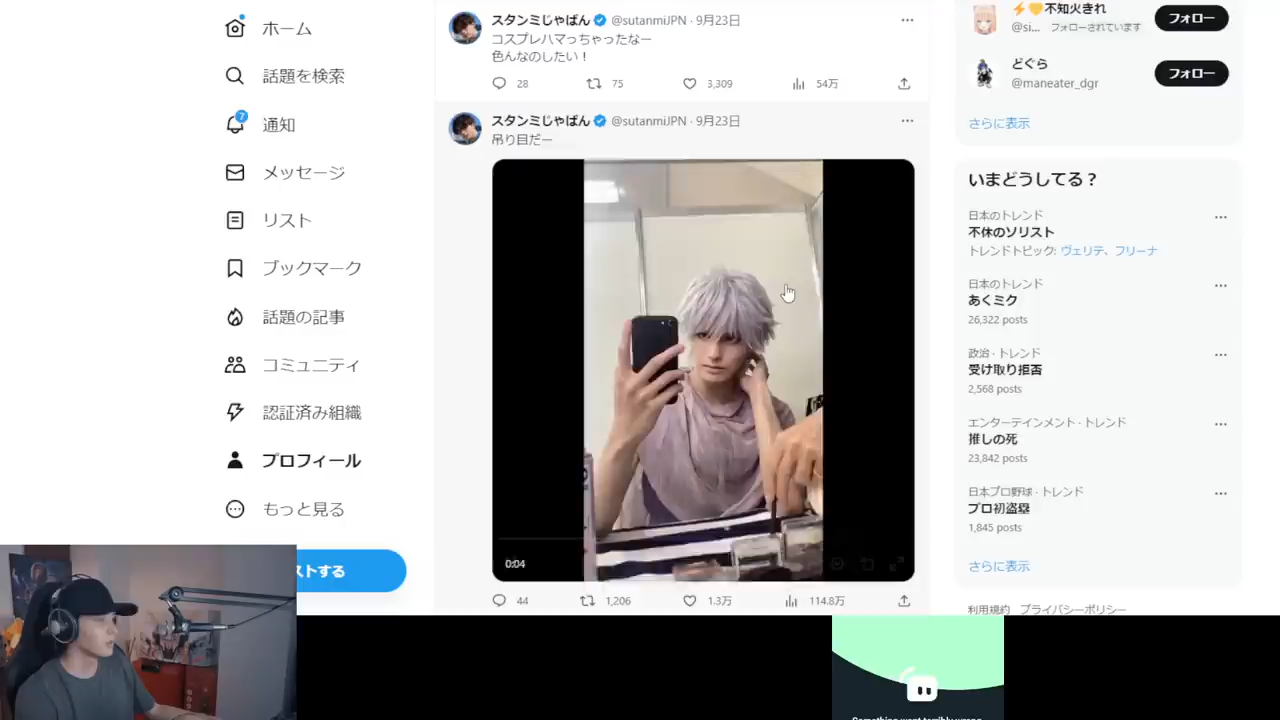 ホーム
話題を検索
7
通知
メッセージ
リスト
ブックマーク
話題の記事
コミュニティ
認証済み組織
プロフィール
もっと見る
ストする
スタンミじゃぱん @sutanmiJPN · 9月23日
コスプレハマっちゃったなー
色んなのしたい！
28 75 3,309 54万
スタンミじゃぱん @sutanmiJPN · 9月23日
吊り目だー
0:04
44 1,206 1.3万 114.8万
⚡💛不知火きれ
@si... フォローされています
フォロー
どぐら
@maneater_dgr
フォロー
さらに表示
いまどうしてる？
日本のトレンド
不休のソリスト
トレンドトピック: ヴェリテ、フリーナ
日本のトレンド
あくミク
26,322 posts
政治 · トレンド
受け取り拒否
2,568 posts
エンターテインメント · トレンド
推しの死
23,842 posts
日本プロ野球 · トレンド
プロ初盗塁
1,845 posts
さらに表示
利用規約 プライバシーポリシー
Something went terribly wrong